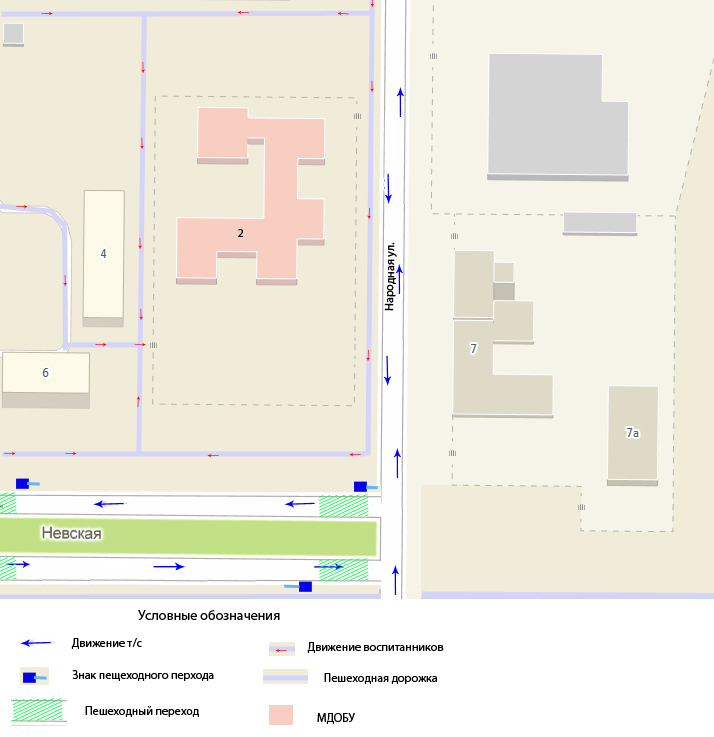 2
4
Народная ул.
7
6
7а
Невская
Условные обозначения
Движение т/с
Движение воспитанников
Знак пещеходного перхода
Пешеходная дорожка
Пешеходный переход
МДОБУ